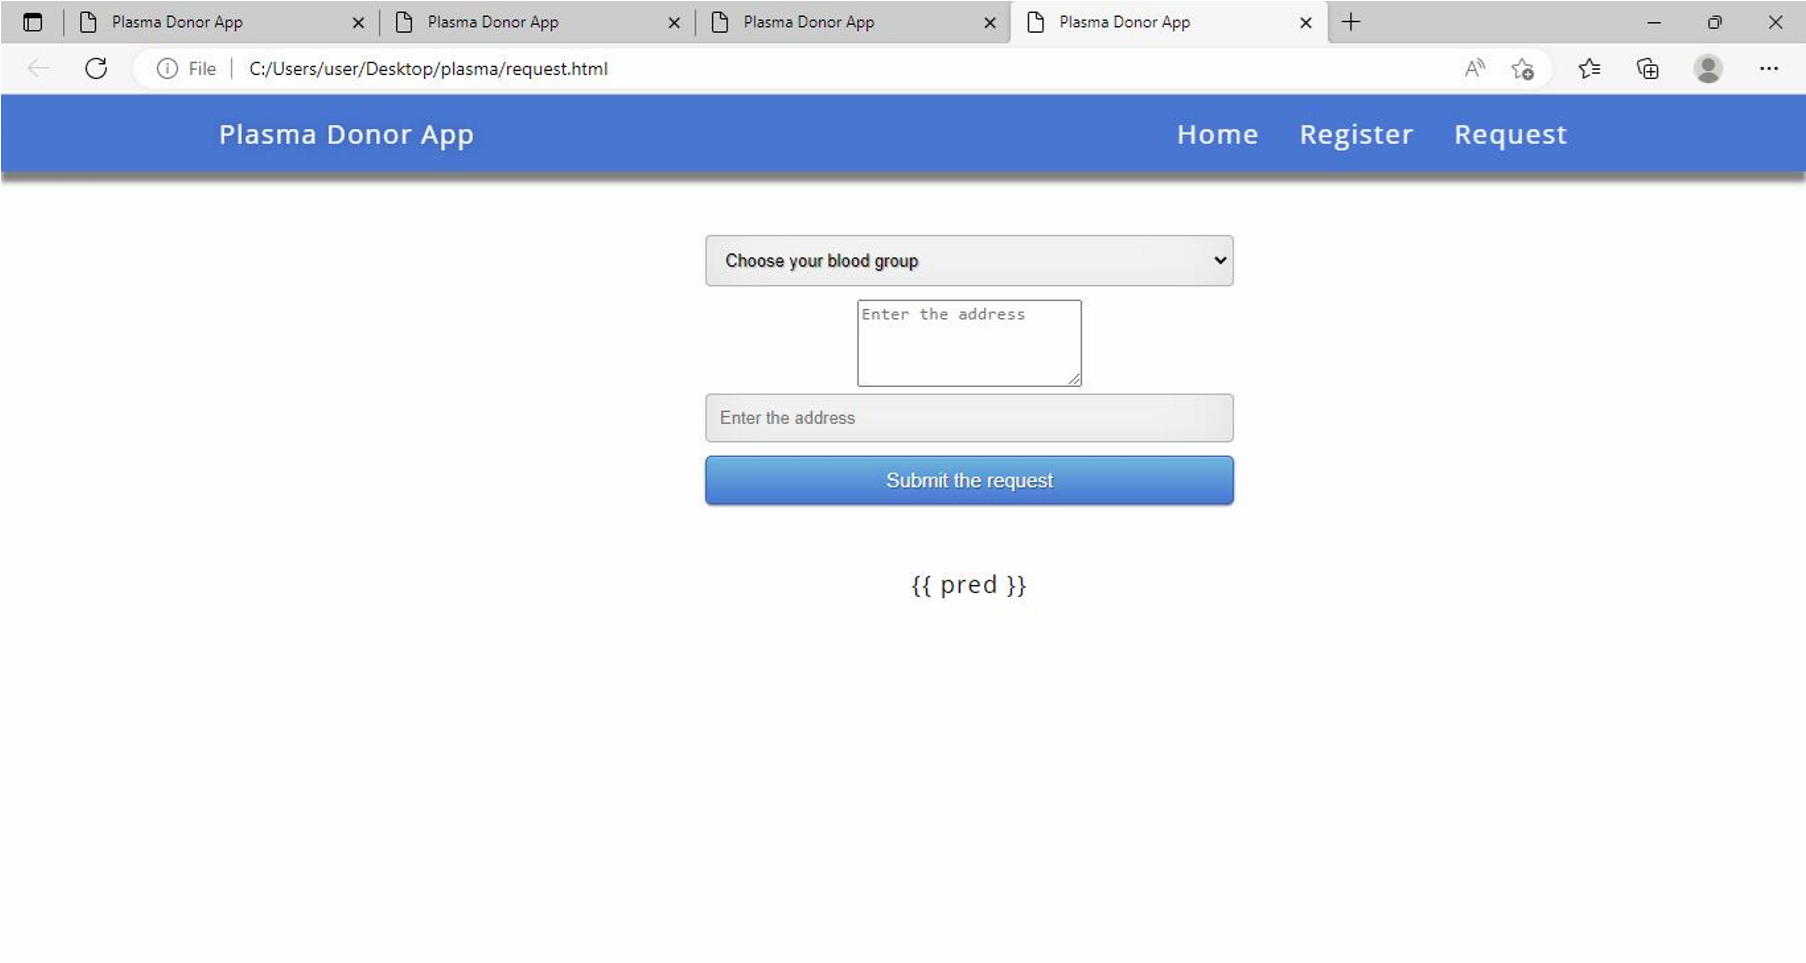 Plasma Donor App Plasma Donor App Plasma Donor App Plasma Donor App
File C:/Users/user/Desktop/plasma/request.html
Plasma Donor App Home Register Request
Choose your blood group
Enter the address
Enter the address
Submit the request
{{ pred }}